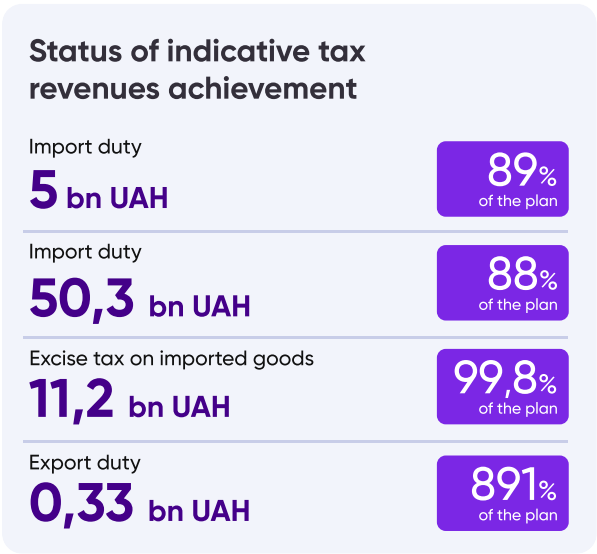 Status of indicative tax
revenues achievement
Import duty
5 bn UAH
89%
of the plan
Import duty
50,3 bn UAH
88%
of the plan
Excise tax on imported goods
11,2 bn UAH
99,8%
of the plan
Export duty
0,33 bn UAH
891%
of the plan